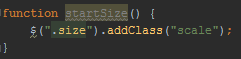 function startSize() {
$(".size").addClass("scale");
}